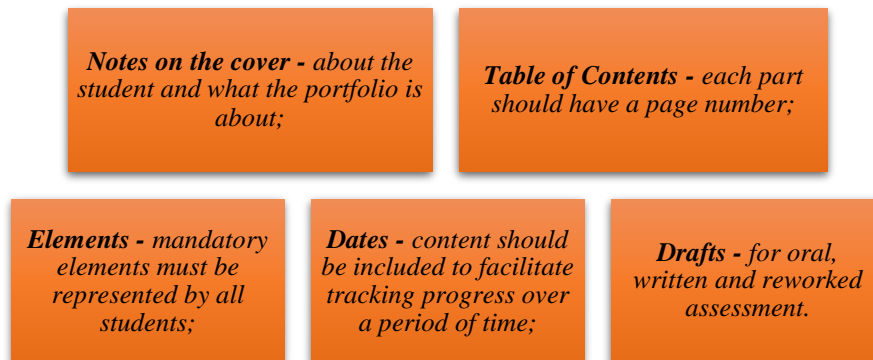 Notes on the cover - about the
student and what the portfolio is
about;
Table of Contents - each part
should have a page number;
Elements - mandatory
elements must be
represented by all
students;
Dates - content should
be included to facilitate
tracking progress over
a period of time;
Drafts - for oral,
written and reworked
assessment.